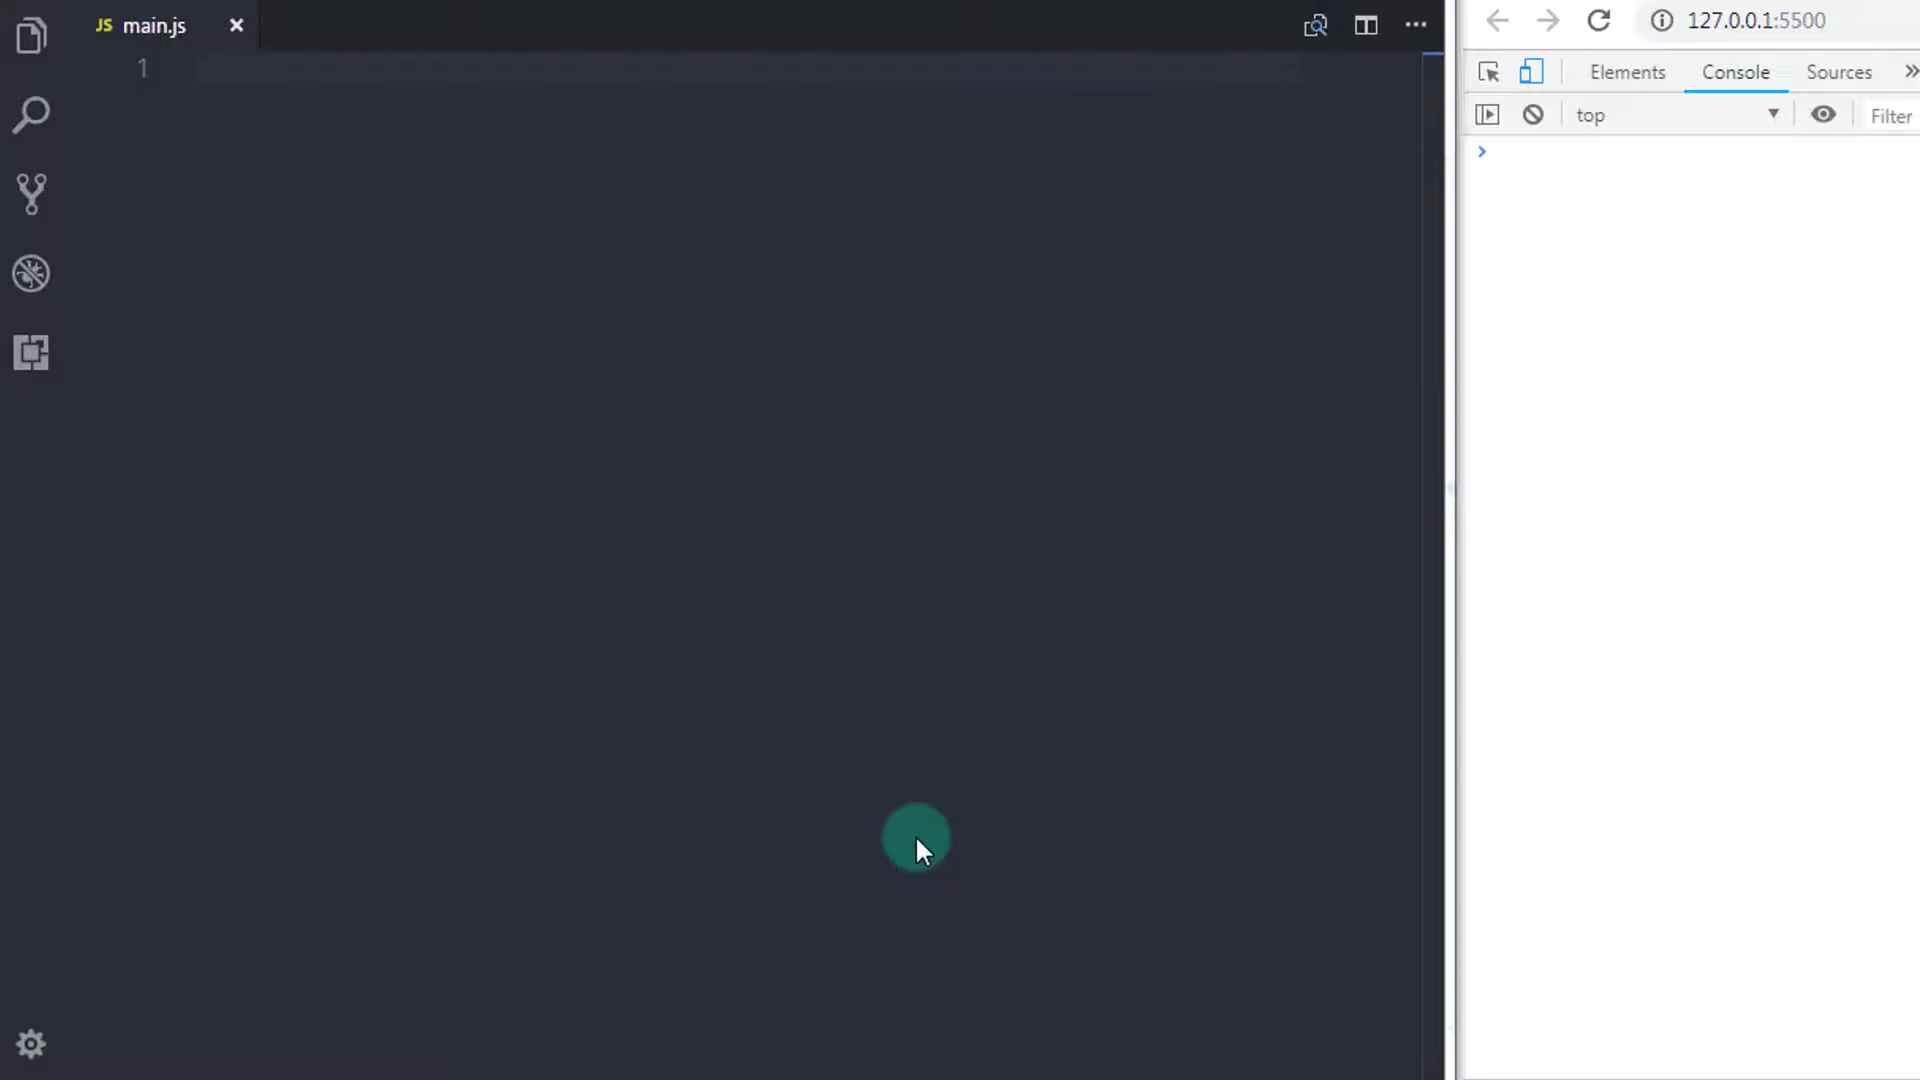 JS main.js
1
127.0.0.1:5500
Elements Console Sources
top Filter